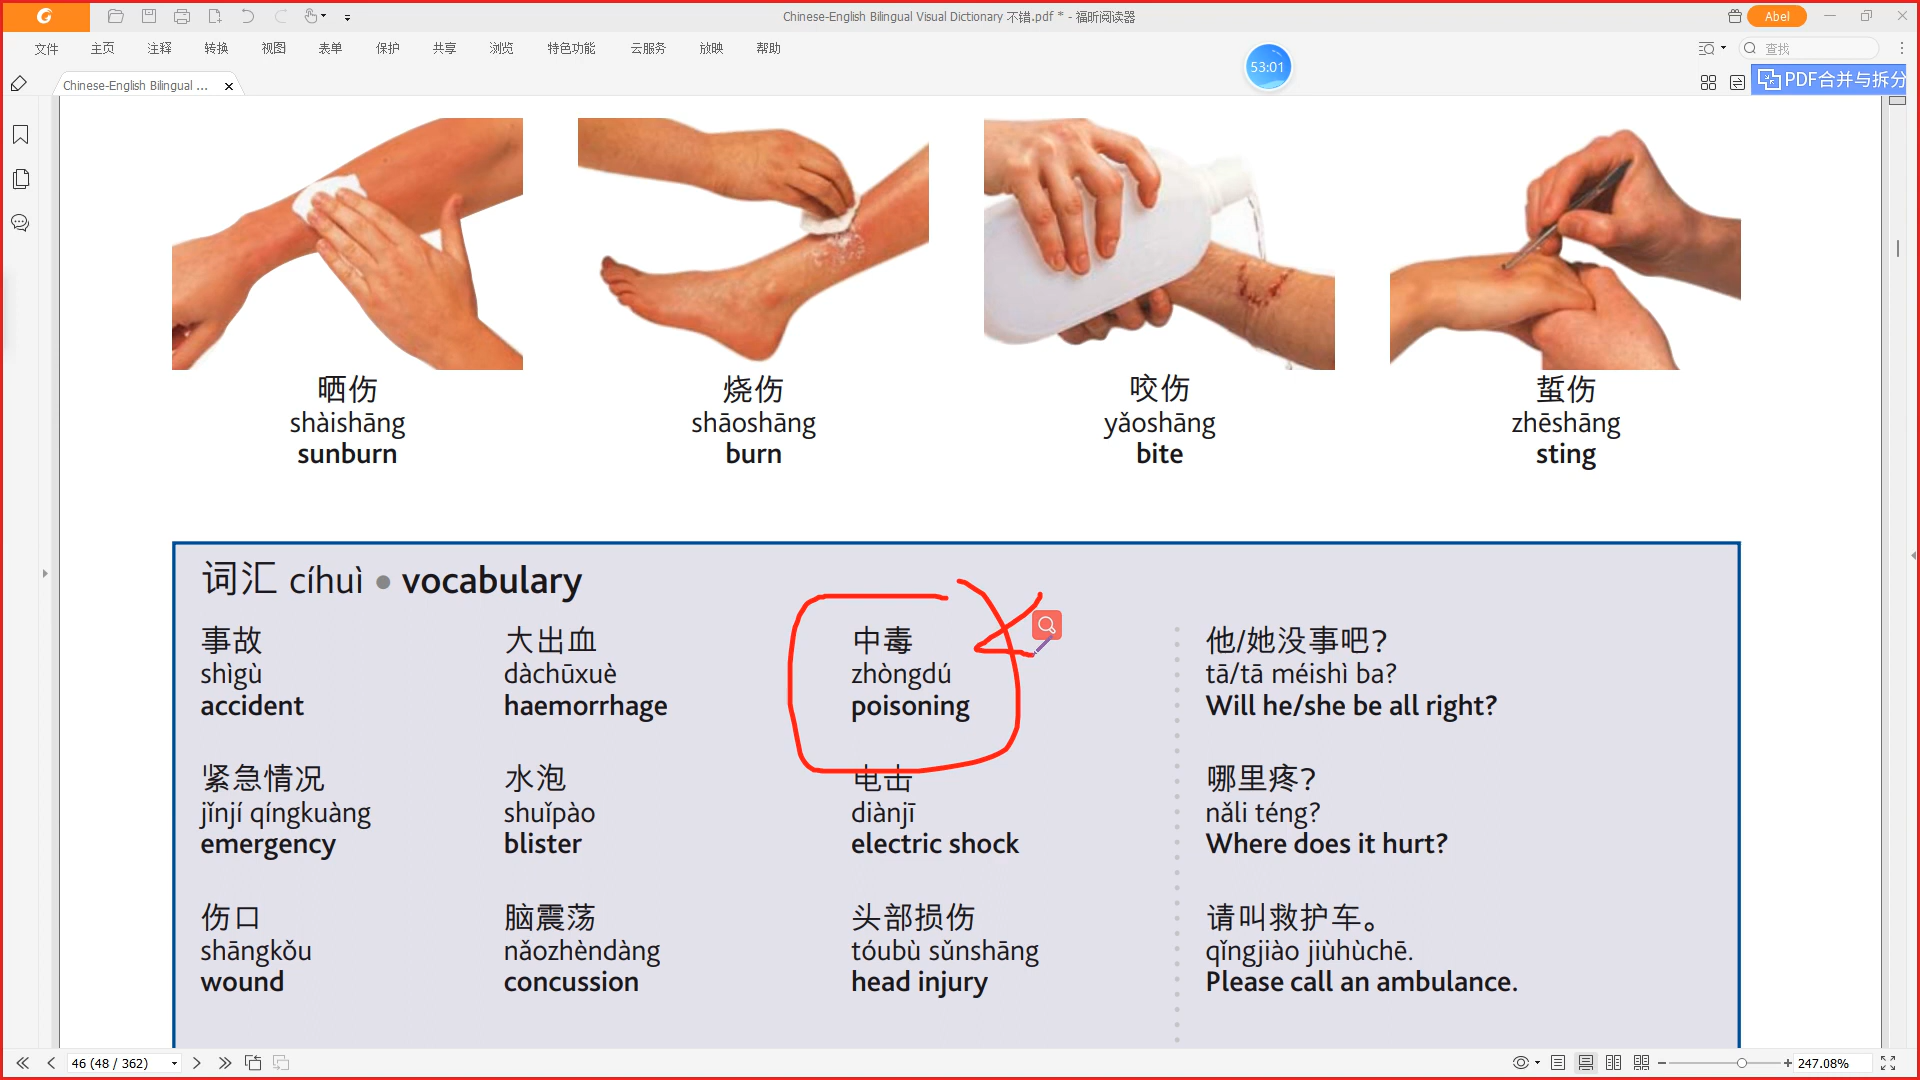 Chinese-English Bilingual Visual Dictionary 不错.pdf * - 福昕阅读器
Abel
文件 主页 注释 转换 视图 表单 保护 共享 浏览 特色功能 云服务 放映 帮助
53:01
查找
Chinese-English Bilingual ...
PDF合并与拆分
晒伤
shàishāng
sunburn
烧伤
shāoshāng
burn
咬伤
yǎoshāng
bite
蜇伤
zhēshāng
sting
词汇 cíhuì • vocabulary
事故
shìgù
accident
紧急情况
jǐnjí qíngkuàng
emergency
伤口
shāngkǒu
wound
大出血
dàchūxuè
haemorrhage
水泡
shuǐpào
blister
脑震荡
nǎozhèndàng
concussion
中毒
zhòngdú
poisoning
电击
diànjī
electric shock
头部损伤
tóubù sǔnshāng
head injury
他/她没事吧?
tā/tā méishì ba?
Will he/she be all right?
哪里疼?
nǎli téng?
Where does it hurt?
请叫救护车。
qǐngjiào jiùhùchē.
Please call an ambulance.
46 (48 / 362)
247.08%